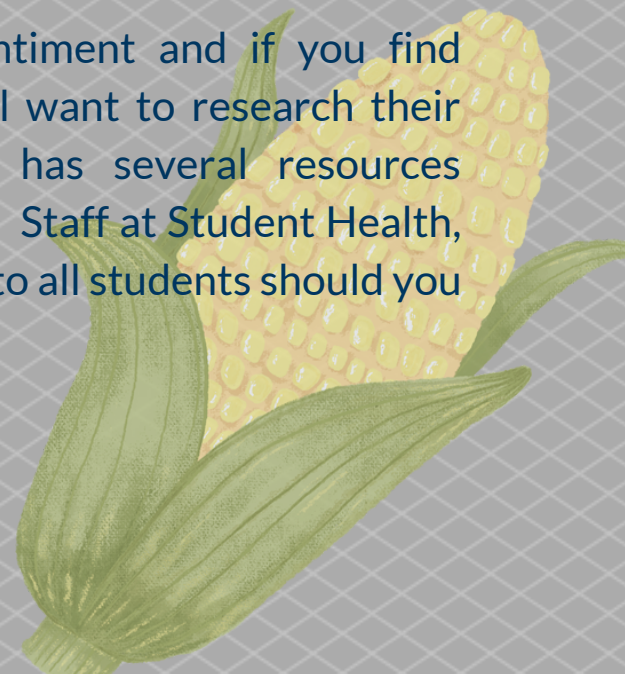 and if you find
want to research their
has several resources
Staff at Student Health,
to all students should you